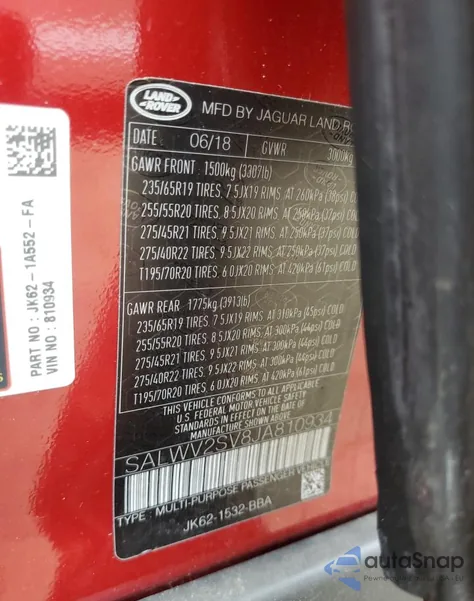 PART NO : JK62-1A552-FA
VIN NO : 810934
LAND
ROVER
MFD BY JAGUAR LAND RO
DATE 06/18 GVWR 3000kg
GAWR FRONT 1500kg (3307lb)
235/65R19 TIRES, 7.5JX19 RIMS, AT 260kPa (38psi)
255/55R20 TIRES, 8.5JX20 RIMS, AT 250kPa (37psi)
275/45R21 TIRES, 9.5JX21 RIMS, AT 250kPa (37psi)
275/40R22 TIRES, 9.5JX22 RIMS, AT 250kPa (37psi)
T195/70R20 TIRES, 6.0JX20 RIMS, AT 420kPa (61psi)
GAWR REAR 1775kg (3913lb)
235/65R19 TIRES, 7.5JX19 RIMS, AT 310kPa (45psi) COLD
255/55R20 TIRES, 8.5JX20 RIMS, AT 300kPa (44psi) COLD
275/45R21 TIRES, 9.5JX21 RIMS, AT 300kPa (44psi) COLD
275/40R22 TIRES, 9.5JX22 RIMS, AT 300kPa (44psi) COLD
T195/70R20 TIRES, 6.0JX20 RIMS, AT 420kPa (61psi) COLD
THIS VEHICLE CONFORMS TO ALL APPLICABLE
FEDERAL MOTOR VEHICLE SAFETY
STANDARDS IN EFFECT ON THE DATE OF
MANUFACTURE SHOWN ABOVE
SALWV2SV8JA810934
TYPE : MULTI-PURPOSE PASSENGER VEHICLE
JK62-1532-BBA
autoSnap